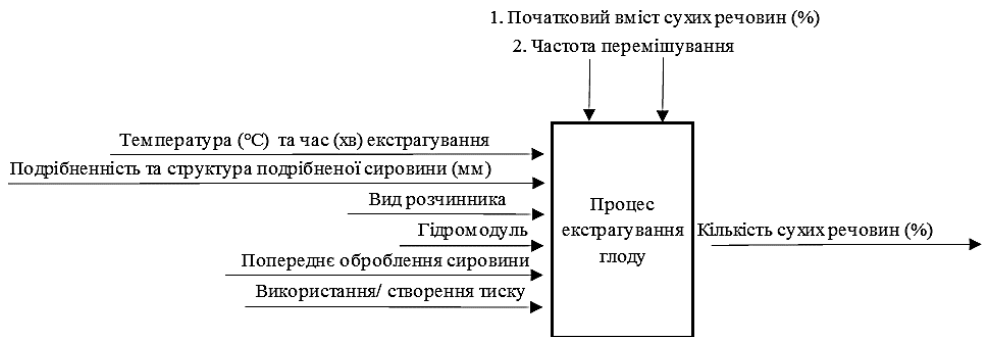 1. Початковий вміст сухих речовин (%)
2. Частота перемішування
Температура (°С) та час (хв) екстрагування
Подрібненність та структура подрібненої сировини (мм)
Вид розчинника
Гідромодуль
Попереднє оброблення сировини
Використання/ створення тиску
Процес
екстрагування
глоду
Кількість сухих речовин (%)